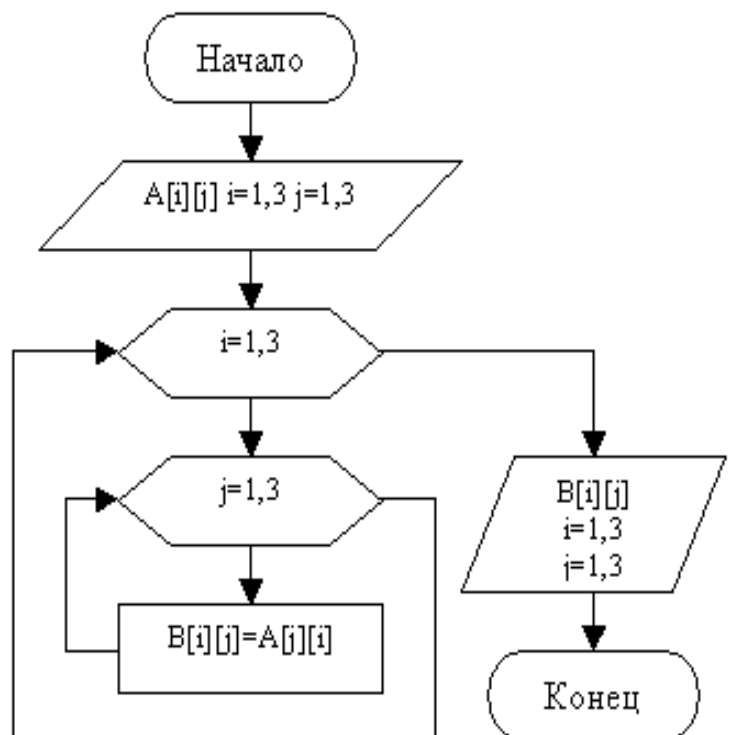 Начало
A[i][j] i=1,3 j=1,3
i=1,3
j=1,3
B[i][j]=A[j][i]
B[i][j]
i=1,3
j=1,3
Конец